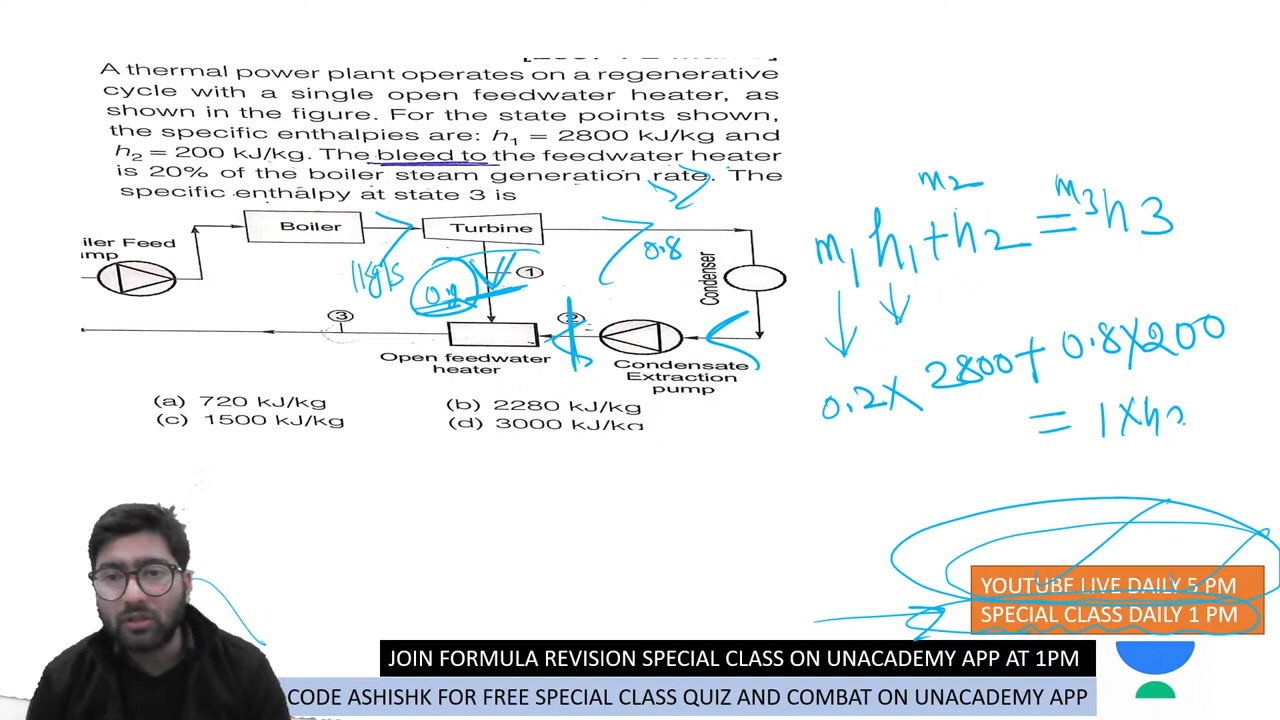 A thermal power plant operates on a regenerative
cycle with a single open feedwater heater, as
shown in the figure. For the state points shown,
the specific enthalpies are: h₁ = 2800 kJ/kg and
h₂ = 200 kJ/kg. The bleed to the feedwater heater
is 20% of the boiler steam generation rate. The
specific enthalpy at state 3 is
Boiler
Turbine
iler Feed
ump
1kg/s
0.2
1
0.8
Condenser
3
2
Open feedwater
heater
Condensate
Extraction
pump
(a) 720 kJ/kg
(b) 2280 kJ/kg
(c) 1500 kJ/kg
(d) 3000 kJ/kg
m₁ h₁ + m₂ h₂ = m₃ h3
0.2 × 2800 + 0.8 × 200
= 1 × h
YOUTUBE LIVE DAILY 5 PM
SPECIAL CLASS DAILY 1 PM
JOIN FORMULA REVISION SPECIAL CLASS ON UNACADEMY APP AT 1PM
CODE ASHISHK FOR FREE SPECIAL CLASS QUIZ AND COMBAT ON UNACADEMY APP